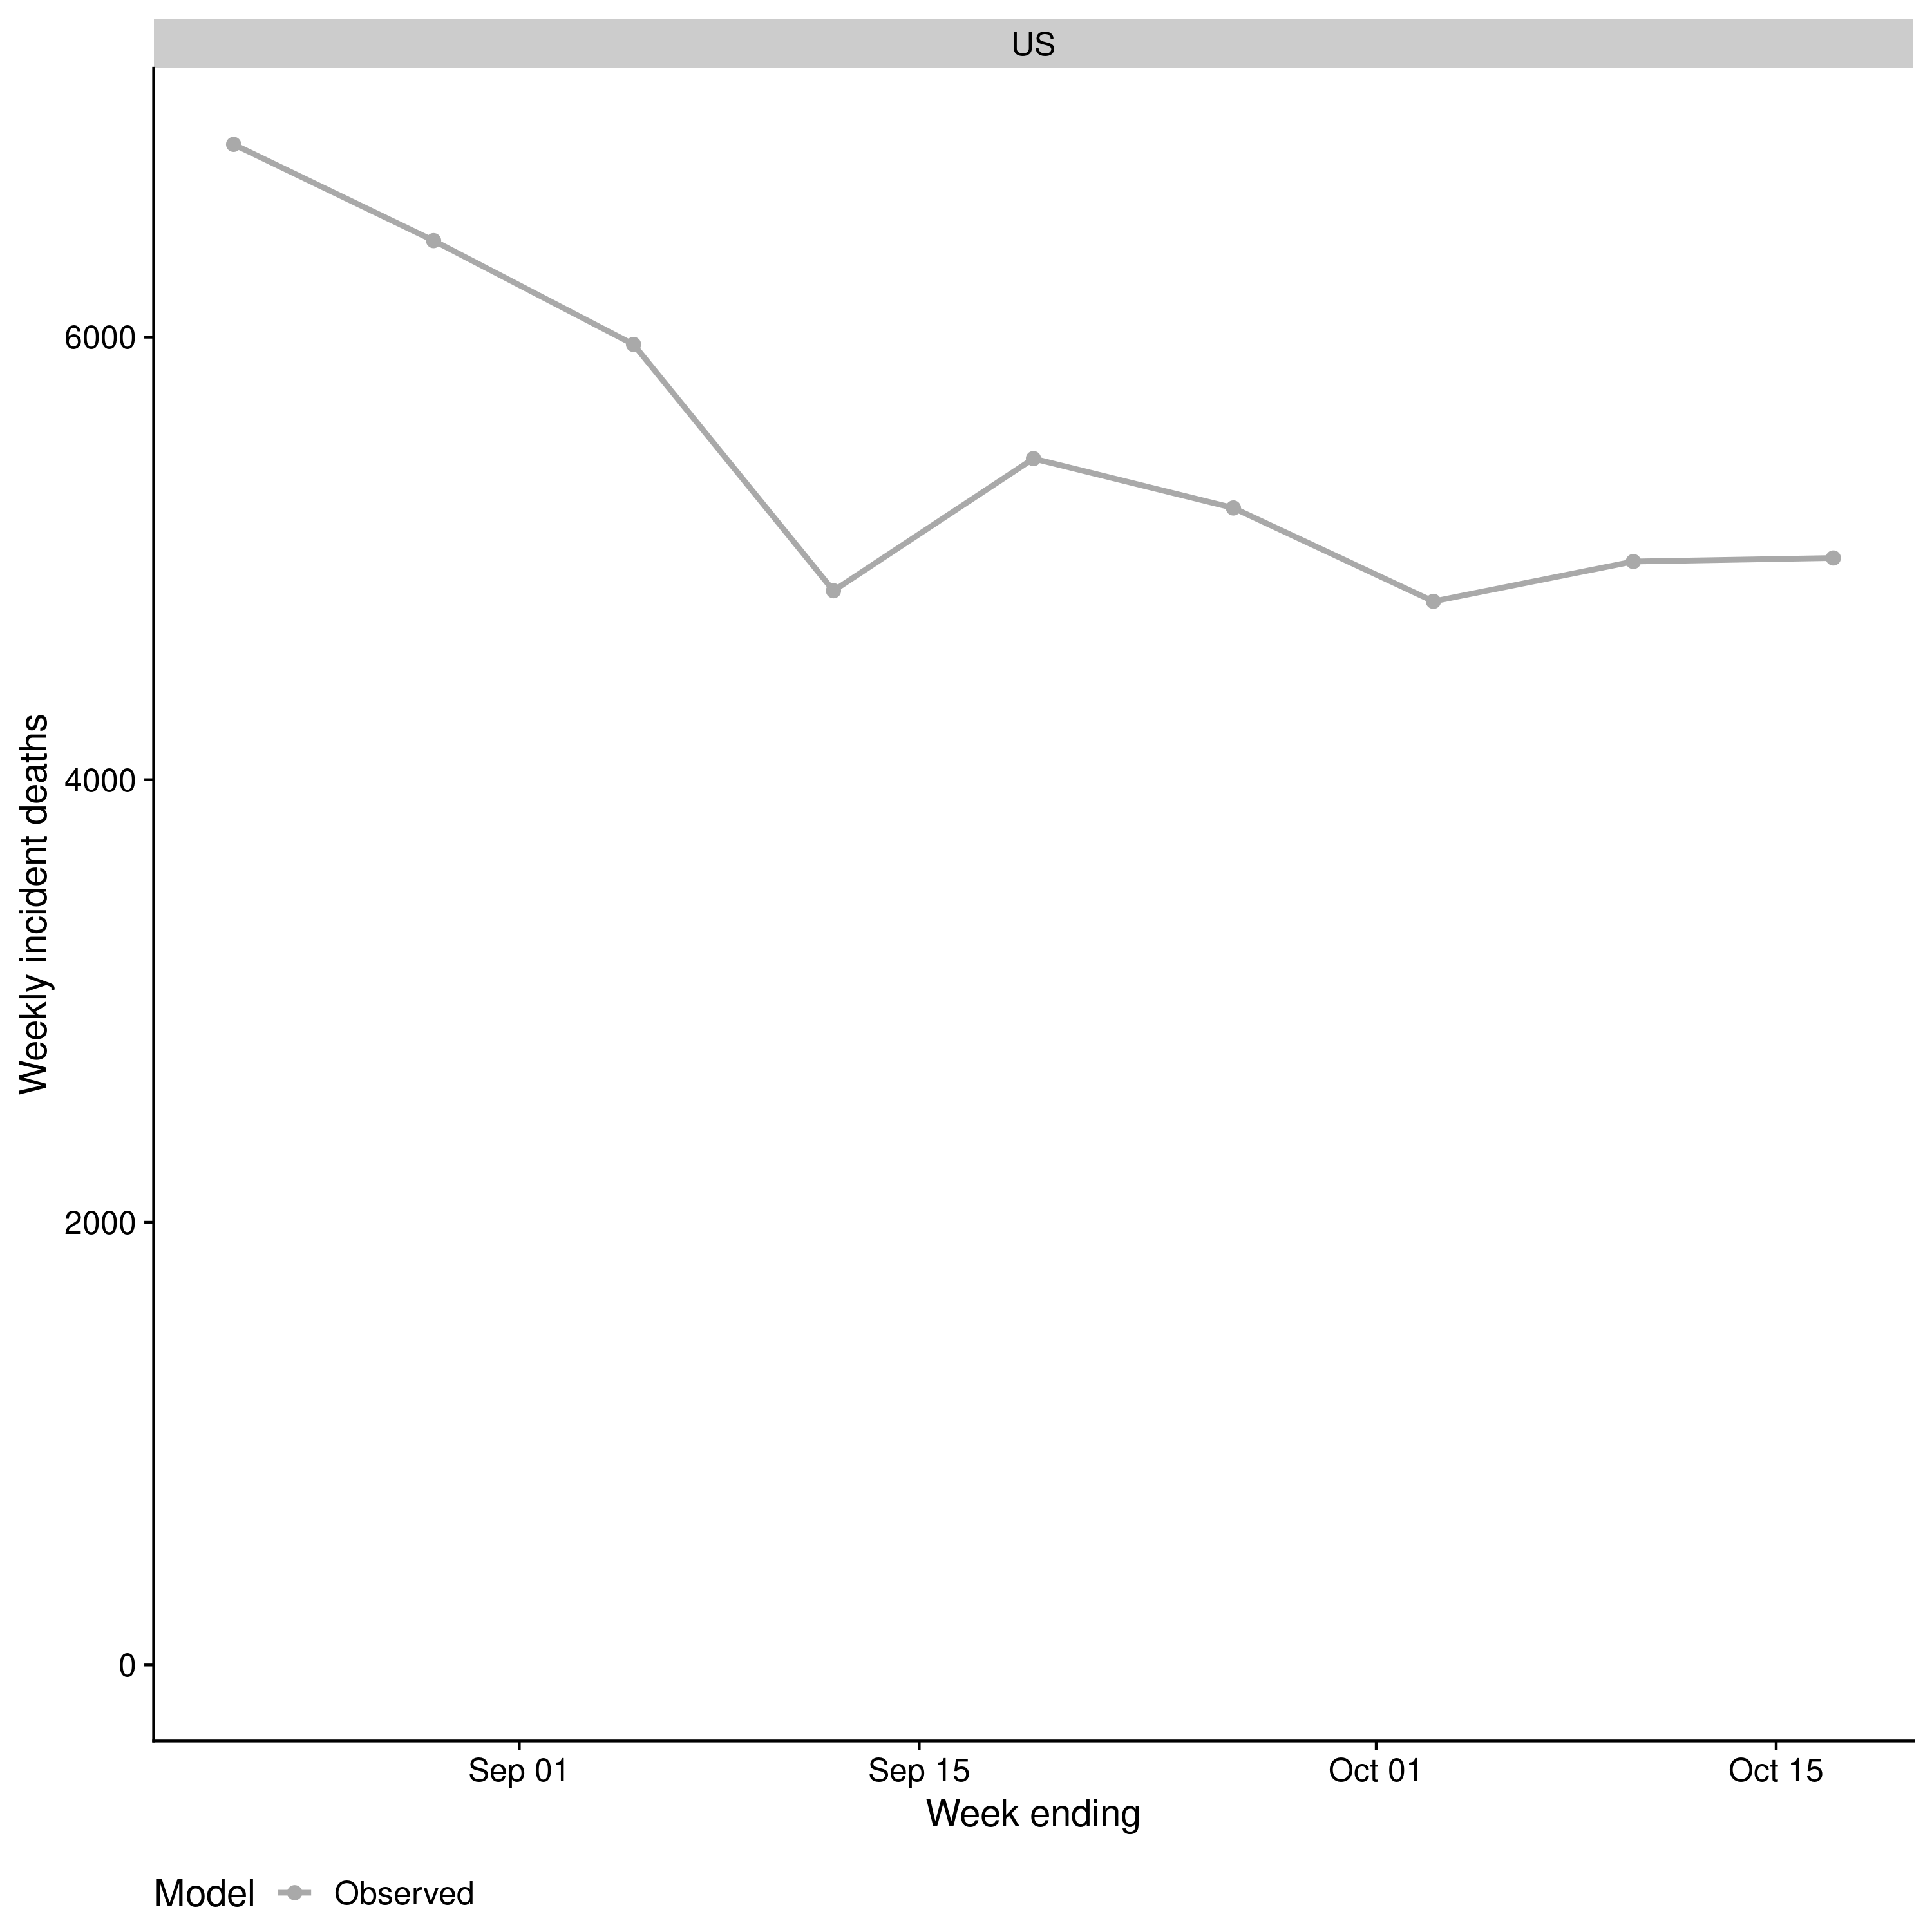 US
6000
4000
2000
0
Weekly incident deaths
Sep 01
Sep 15
Oct 01
Oct 15
Week ending
Model
Observed